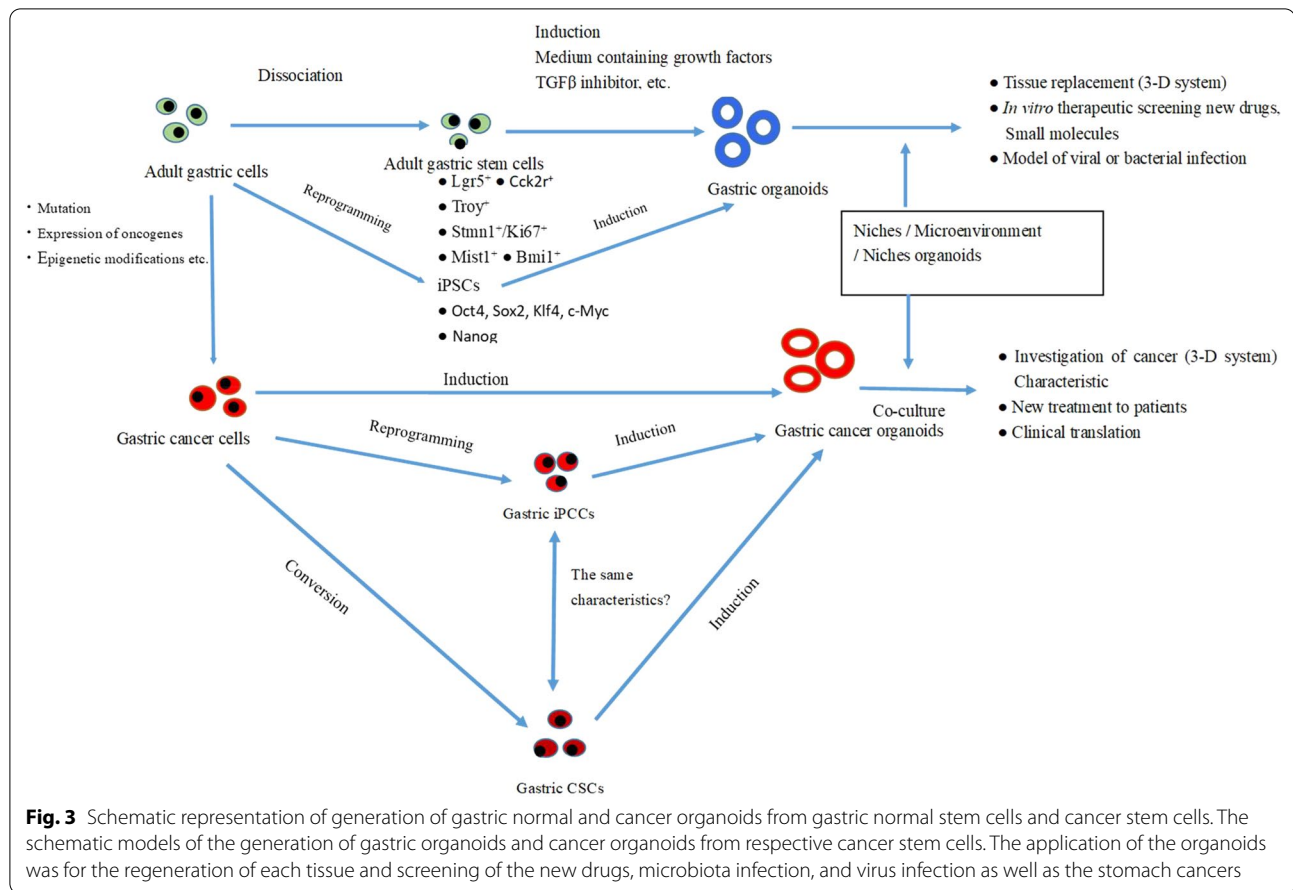 Induction
Medium containing growth factors
TGFβ inhibitor, etc.
Dissociation
● Tissue replacement (3-D system)
● In vitro therapeutic screening new drugs,
Small molecules
● Model of viral or bacterial infection
Adult gastric cells
Adult gastric stem cells
Gastric organoids
● Lgr5⁺ ● Cck2r⁺
● Troy⁺
● Stmn1⁺/Ki67⁺
● Mist1⁺ ● Bmi1⁺
Reprogramming
Induction
iPSCs
● Oct4, Sox2, Klf4, c-Myc
● Nanog
・Mutation
・Expression of oncogenes
・Epigenetic modifications etc.
Niches / Microenvironment
/ Niches organoids
Induction
Gastric cancer cells
Co-culture
Gastric cancer organoids
● Investigation of cancer (3-D system)
Characteristic
● New treatment to patients
● Clinical translation
Reprogramming
Induction
Gastric iPCCs
The same
characteristics?
Conversion
Induction
Gastric CSCs
Fig. 3 Schematic representation of generation of gastric normal and cancer organoids from gastric normal stem cells and cancer stem cells. The
schematic models of the generation of gastric organoids and cancer organoids from respective cancer stem cells. The application of the organoids
was for the regeneration of each tissue and screening of the new drugs, microbiota infection, and virus infection as well as the stomach cancers